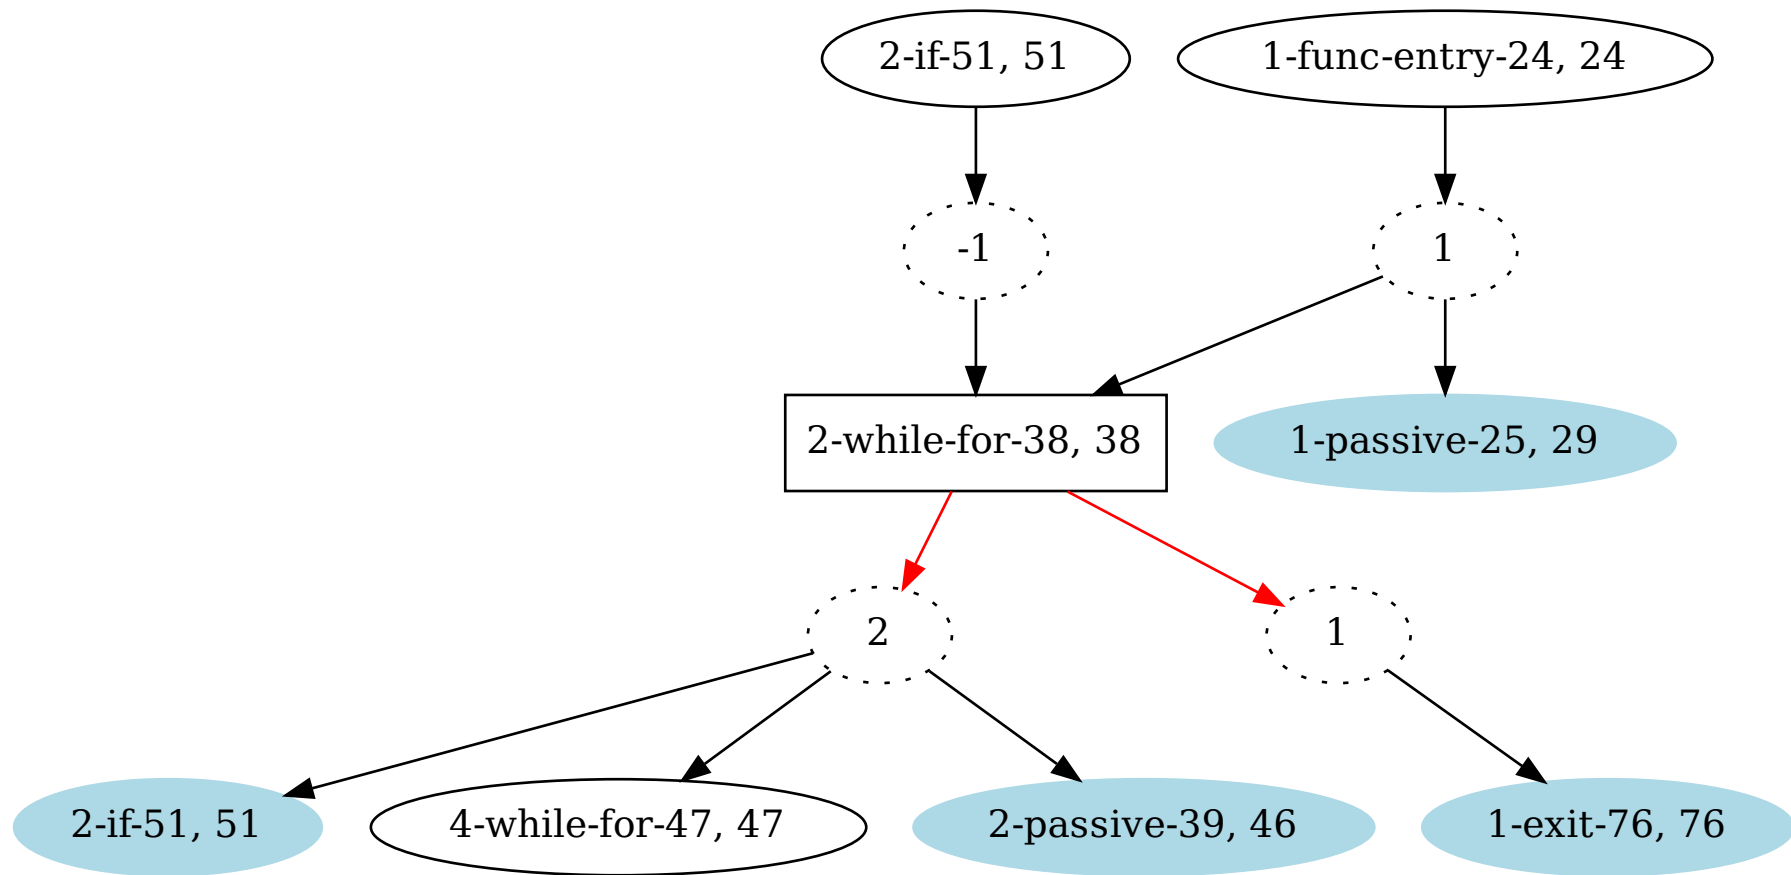 2-if-51, 51
1-func-entry-24, 24
-1
1
2-while-for-38, 38
1-passive-25, 29
2
1
2-if-51, 51
4-while-for-47, 47
2-passive-39, 46
1-exit-76, 76